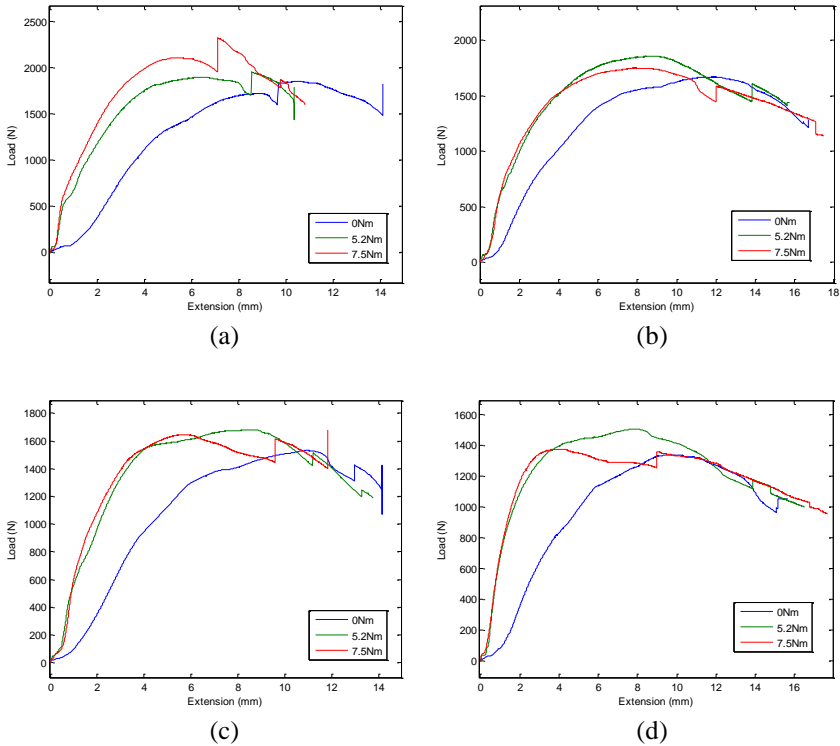 2500
2000
1500
1000
500
0
Load (N)
0 2 4 6 8 10 12 14
Extension (mm)
0Nm
5.2Nm
7.5Nm
(a)
2000
1500
1000
500
0
Load (N)
0 2 4 6 8 10 12 14 16 18
Extension (mm)
0Nm
5.2Nm
7.5Nm
(b)
1800
1600
1400
1200
1000
800
600
400
200
0
Load (N)
0 2 4 6 8 10 12 14
Extension (mm)
0Nm
5.2Nm
7.5Nm
(c)
1600
1400
1200
1000
800
600
400
200
0
Load (N)
0 2 4 6 8 10 12 14 16
Extension (mm)
0Nm
5.2Nm
7.5Nm
(d)